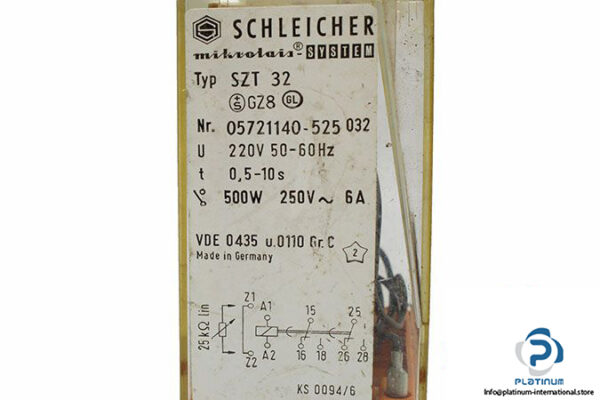 SCHLEICHER
mikrolais®-SYSTEM
Typ SZT 32
S GZ8 GL
Nr. 05721140-525 032
U 220V 50-60Hz
t 0,5-10s
500W 250V ~ 6A
VDE 0435 u.0110 Gr.C
2
Made in Germany
25 kΩ lin
Z1 A1 15 25
Z2 A2 16 18 26 28
KS 0094/6
PLATINUM
Info@platinum-international.store